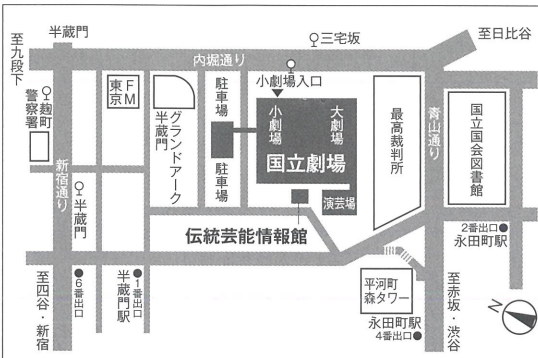 半蔵門
至九段下
内堀通り
三宅坂
至日比谷
小劇場入口
麹町警察署
FM東京
グランドアーク半蔵門
駐車場
小劇場
大劇場
国立劇場
最高裁判所
青山通り
国立国会図書館
新宿通り
駐車場
演芸場
半蔵門
伝統芸能情報館
2番出口
永田町駅
至四谷・新宿
6番出口
1番出口
半蔵門駅
平河町
森タワー
永田町駅
4番出口
至赤坂・渋谷
N